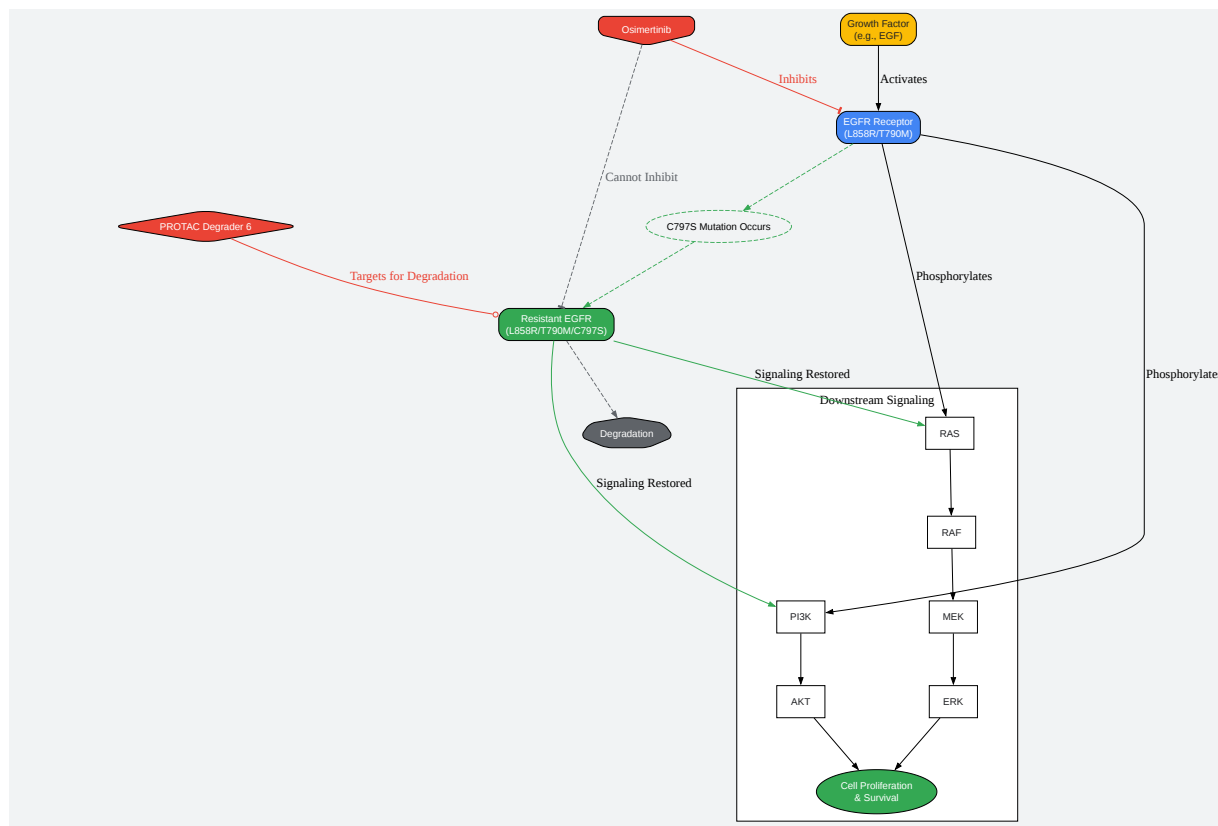 Osimertinib
Growth Factor
(e.g., EGF)
Inhibits
Activates
EGFR Receptor
(L858R/T790M)
Cannot Inhibit
PROTAC Degrader 6
C797S Mutation Occurs
Targets for Degradation
Phosphorylates
Resistant EGFR
(L858R/T790M/C797S)
Signaling Restored
Phosphorylates
Downstream Signaling
Degradation
RAS
Signaling Restored
RAF
PI3K
MEK
AKT
ERK
Cell Proliferation
& Survival